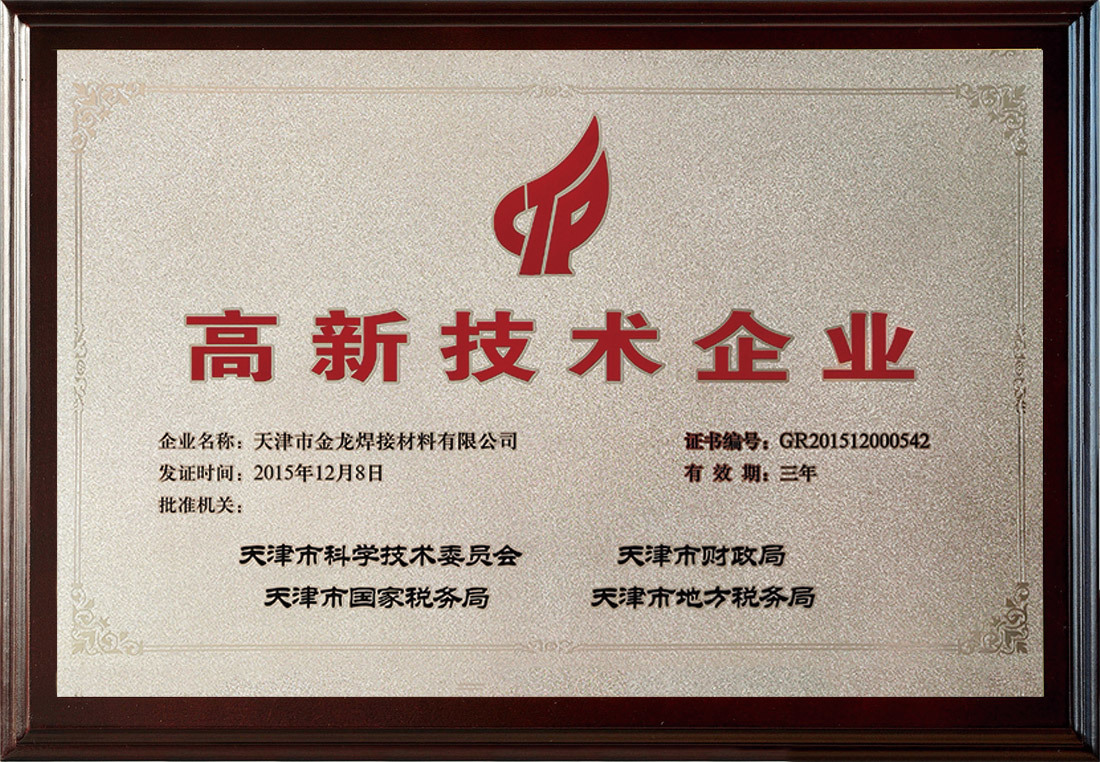 CTP
高新技术企业
企业名称：天津市金龙焊接材料有限公司 证书编号：GR201512000542
发证时间：2015年12月8日 有 效 期：三年
批准机关：
天津市科学技术委员会 天津市财政局
天津市国家税务局 天津市地方税务局